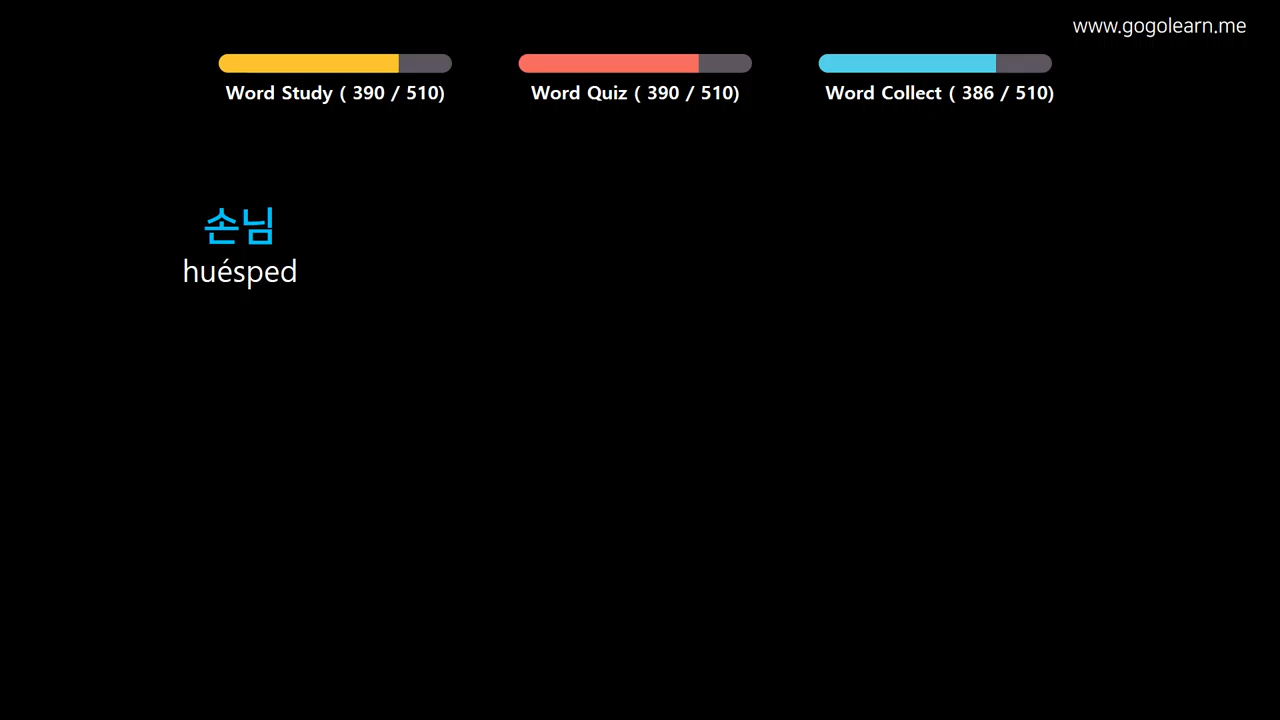 www.gogolearn.me
Word Study ( 390 / 510)
Word Quiz ( 390 / 510)
Word Collect ( 386 / 510)
손님
huésped